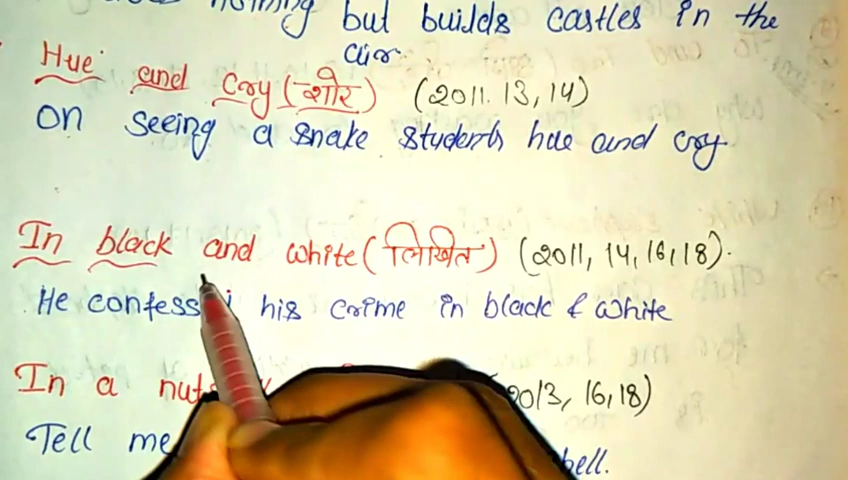 but builds castles in the
air
Hue and Cry (शोर) (2011. 13, 14)
on seeing a snake students hue and cry
In black and white (लिखित) (2011, 14, 16, 18).
He confess his crime in black & white
In a 2013, 16, 18)
Tell me